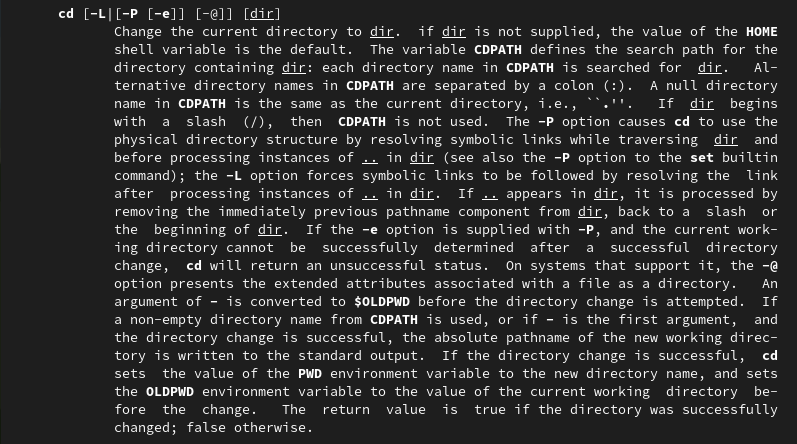 cd [-L|[-P [-e]] [-@]] [dir]
Change the current directory to dir.  if dir is not supplied, the value of the HOME
shell variable is the default.  The variable CDPATH defines the search path for the
directory containing dir: each directory name in CDPATH is searched for  dir.   Al-
ternative directory names in CDPATH are separated by a colon (:).  A null directory
name in CDPATH is the same as the current directory, i.e., ``.''.   If  dir  begins
with  a  slash  (/),  then  CDPATH is not used.  The -P option causes cd to use the
physical directory structure by resolving symbolic links while traversing  dir  and
before processing instances of .. in dir (see also the -P option to the set builtin
command); the -L option forces symbolic links to be followed by resolving the  link
after  processing instances of .. in dir.  If .. appears in dir, it is processed by
removing the immediately previous pathname component from dir, back to a  slash  or
the  beginning of dir.  If the -e option is supplied with -P, and the current work-
ing directory cannot  be  successfully  determined  after  a  successful  directory
change,  cd will return an unsuccessful status.  On systems that support it, the -@
option presents the extended attributes associated with a file as a directory.   An
argument of - is converted to $OLDPWD before the directory change is attempted.  If
a non-empty directory name from CDPATH is used, or if - is the first argument,  and
the directory change is successful, the absolute pathname of the new working direc-
tory is written to the standard output.  If the directory change is successful,  cd
sets  the value of the PWD environment variable to the new directory name, and sets
the OLDPWD environment variable to the value of the current working  directory  be-
fore  the  change.   The  return  value  is  true if the directory was successfully
changed; false otherwise.